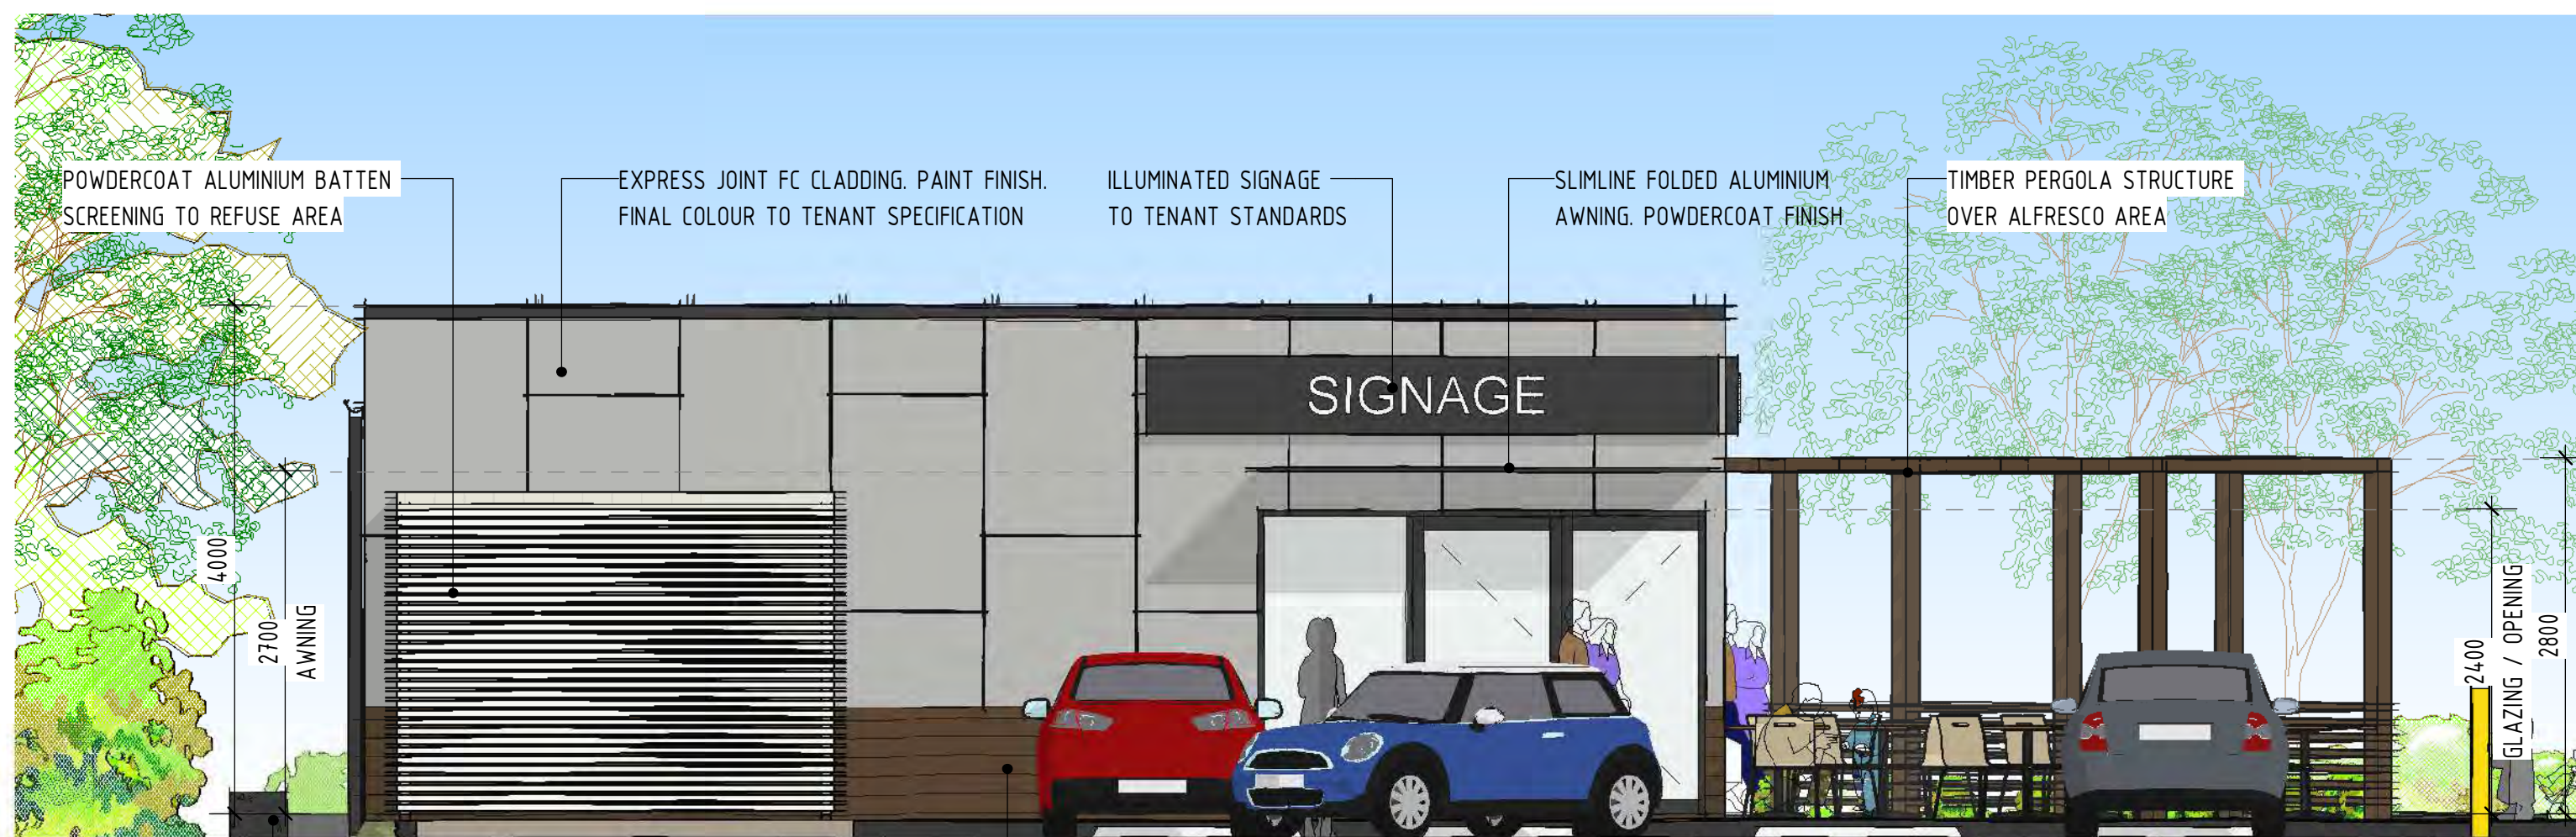 POWDERCOAT ALUMINIUM BATTEN
SCREENING TO REFUSE AREA
EXPRESS JOINT FC CLADDING. PAINT FINISH.
FINAL COLOUR TO TENANT SPECIFICATION
ILLUMINATED SIGNAGE
TO TENANT STANDARDS
SLIMLINE FOLDED ALUMINIUM
AWNING. POWDERCOAT FINISH
TIMBER PERGOLA STRUCTURE
OVER ALFRESCO AREA
SIGNAGE
4000
2700
AWNING
2400
GLAZING / OPENING
2800